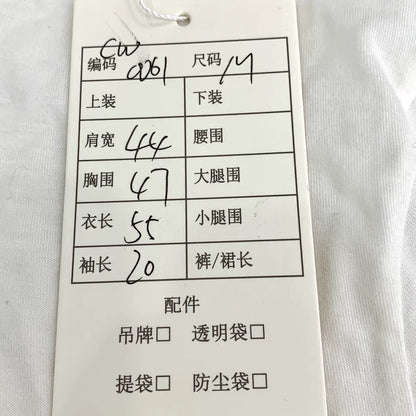 编码 CW 0061 尺码 M
上装 下装
肩宽 44 腰围
胸围 47 大腿围
衣长 55 小腿围
袖长 20 裤/裙长
配件
吊牌□ 透明袋□
提袋□ 防尘袋□